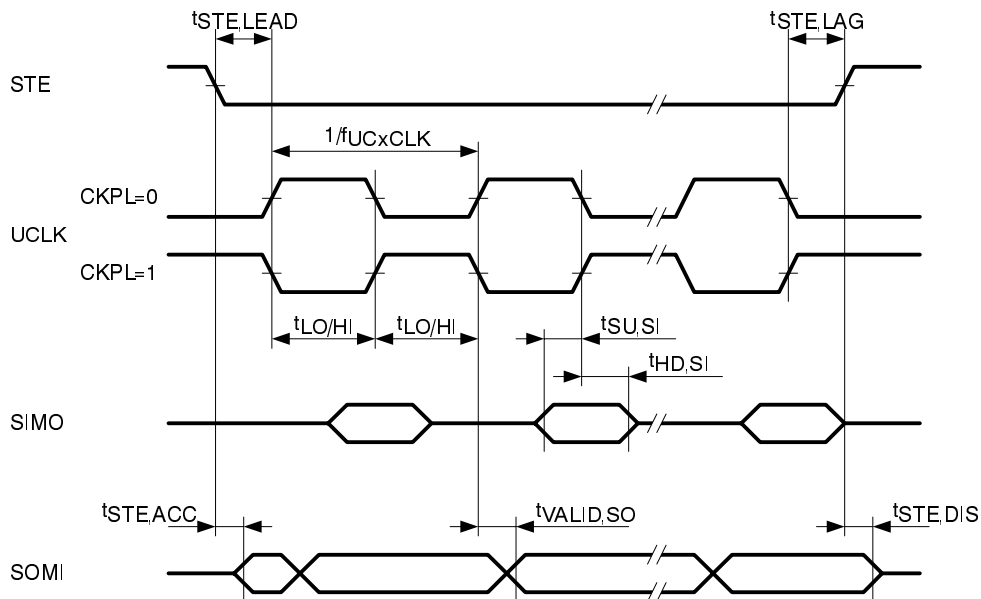 tSTE,LEAD
tSTE,LAG
STE
1/fUCxCLK
CKPL=0
UCLK
CKPL=1
tLO/HI
tLO/HI
tSU,SI
tHD,SI
SIMO
tSTE,ACC
tVALID,SO
tSTE,DIS
SOMI